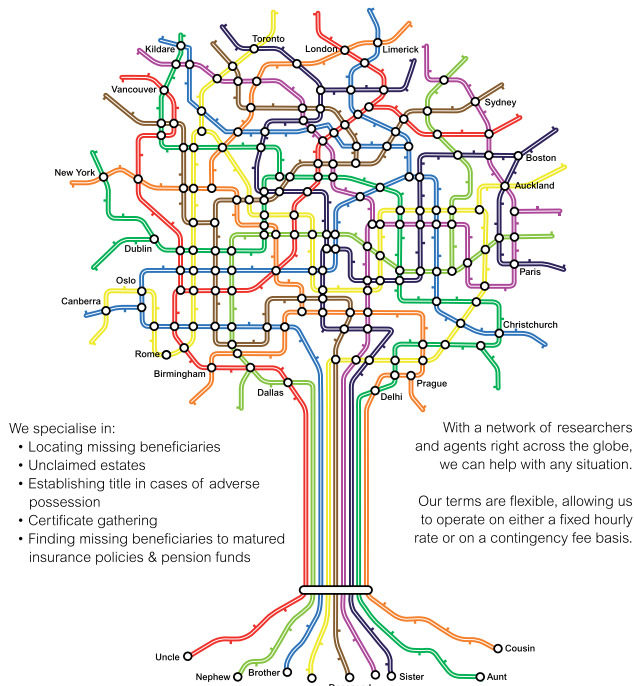 Toronto
Kildare
London
Limerick
Vancouver
Sydney
Boston
New York
Auckland
Dublin
Oslo
Paris
Canberra
Christchurch
Rome
Birmingham
Prague
Dallas
Delhi
We specialise in:
• Locating missing beneficiaries
• Unclaimed estates
• Establishing title in cases of adverse
possession
• Certificate gathering
• Finding missing beneficiaries to matured
insurance policies & pension funds
With a network of researchers
and agents right across the globe,
we can help with any situation.
Our terms are flexible, allowing us
to operate on either a fixed hourly
rate or on a contingency fee basis.
Uncle
Cousin
Nephew
Brother
Sister
Aunt